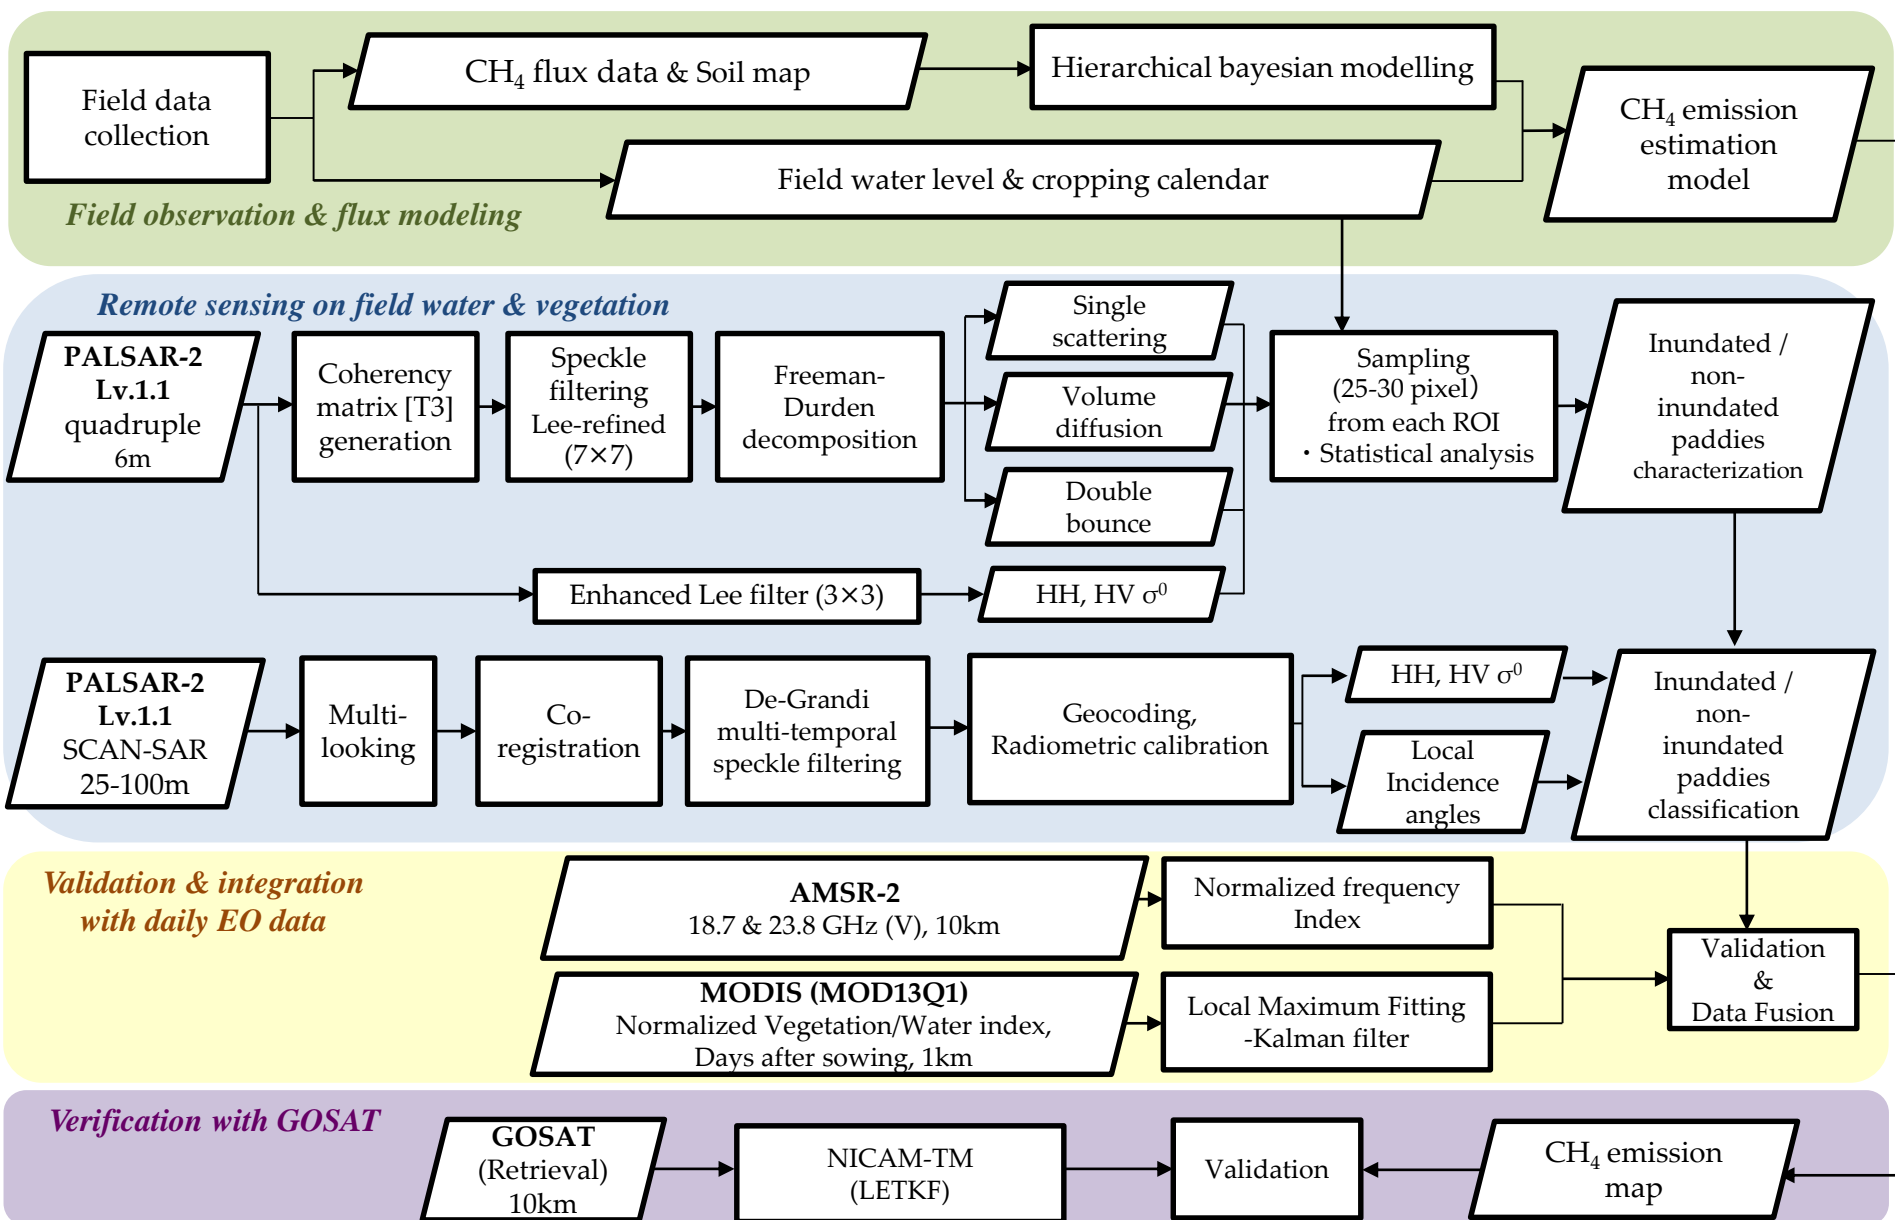 Field data
collection
CH₄ flux data & Soil map
Hierarchical bayesian modelling
Field water level & cropping calendar
CH₄ emission
estimation
model
Field observation & flux modeling
Remote sensing on field water & vegetation
PALSAR-2
Lv.1.1
quadruple
6m
Coherency
matrix [T3]
generation
Speckle
filtering
Lee-refined
(7×7)
Freeman-
Durden
decomposition
Single
scattering
Volume
diffusion
Double
bounce
Sampling
(25-30 pixel)
from each ROI
・Statistical analysis
Inundated /
non-
inundated
paddies
characterization
Enhanced Lee filter (3×3)
HH, HV σ⁰
PALSAR-2
Lv.1.1
SCAN-SAR
25-100m
Multi-
looking
Co-
registration
De-Grandi
multi-temporal
speckle filtering
Geocoding,
Radiometric calibration
HH, HV σ⁰
Local
Incidence
angles
Inundated /
non-
inundated
paddies
classification
Validation & integration
with daily EO data
AMSR-2
18.7 & 23.8 GHz (V), 10km
Normalized frequency
Index
MODIS (MOD13Q1)
Normalized Vegetation/Water index,
Days after sowing, 1km
Local Maximum Fitting
-Kalman filter
Validation
&
Data Fusion
Verification with GOSAT
GOSAT
(Retrieval)
10km
NICAM-TM
(LETKF)
Validation
CH₄ emission
map